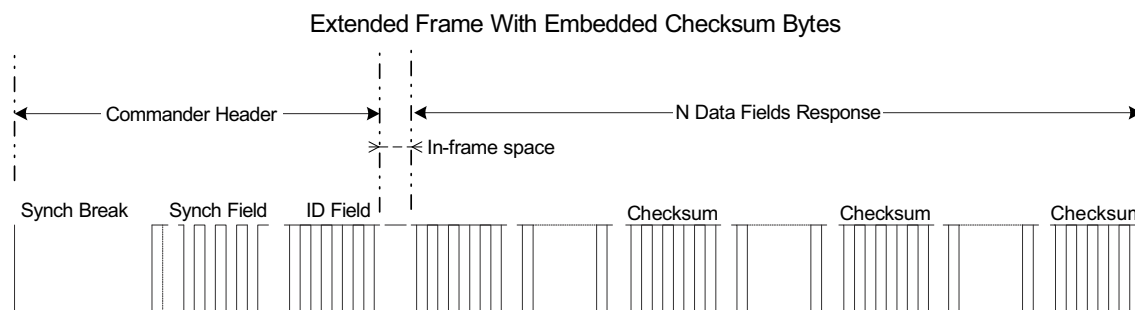 Extended Frame With Embedded Checksum Bytes
Commander Header
N Data Fields Response
In-frame space
Synch Break
Synch Field
ID Field
Checksum
Checksum
Checksum